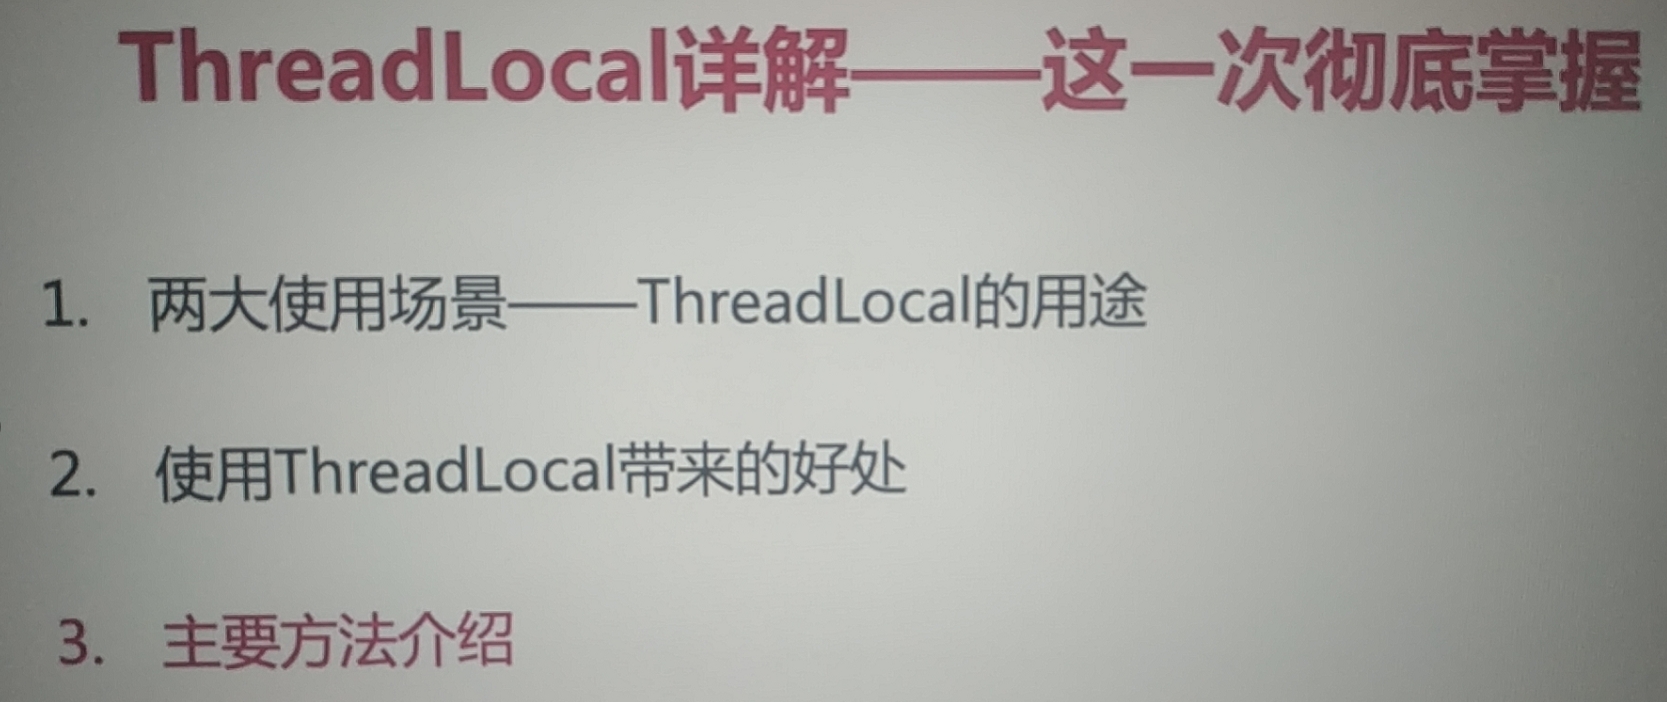 ThreadLocal详解——这一次彻底掌握
1. 两大使用场景——ThreadLocal的用途
2. 使用ThreadLocal带来的好处
3. 主要方法介绍